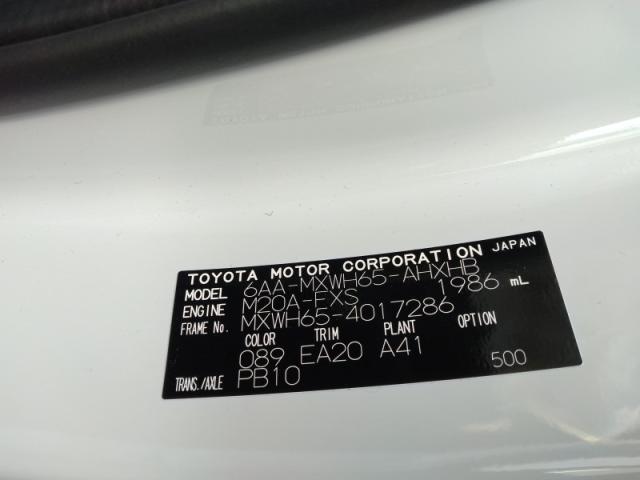 TOYOTA MOTOR CORPORATION JAPAN
MODEL 6AA-MXWH65-AHXHB
ENGINE M20A-FXS 1986 mL
FRAME No. MXWH65-4017286
COLOR TRIM PLANT OPTION
089 EA20 A41
TRANS./AXLE PB10 500